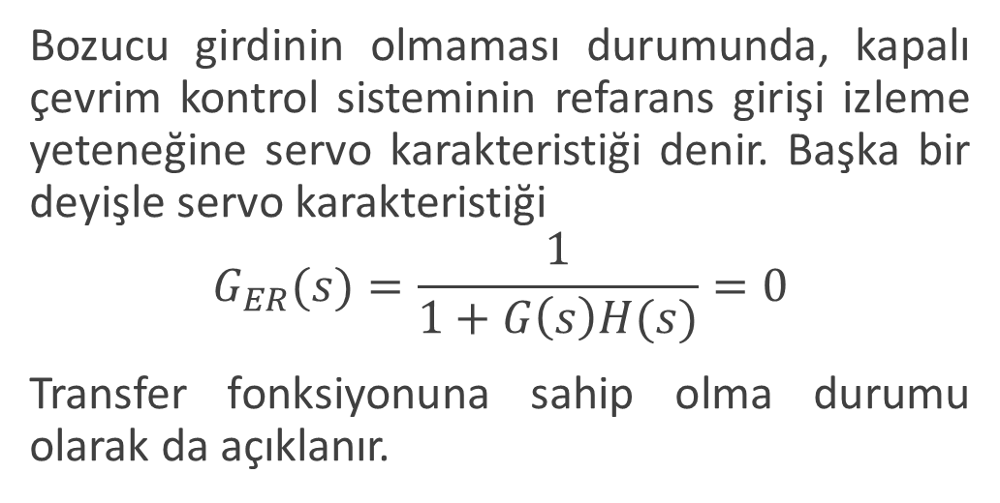 Bozucu girdinin olmaması durumunda, kapalı
çevrim kontrol sisteminin refarans girişi izleme
yeteneğine servo karakteristiği denir. Başka bir
deyişle servo karakteristiği
G_{ER}(s) = \frac{1}{1 + G(s)H(s)} = 0
Transfer fonksiyonuna sahip olma durumu
olarak da açıklanır.